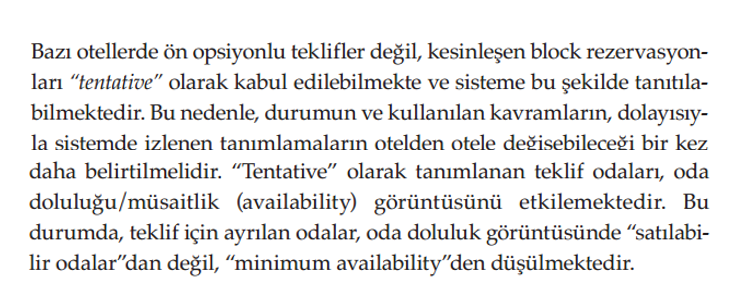 Bazı otellerde ön opsiyonlu teklifler değil, kesinleşen block rezervasyon-
ları “tentative” olarak kabul edilebilmekte ve sisteme bu şekilde tanıtıla-
bilmektedir. Bu nedenle, durumun ve kullanılan kavramların, dolayısıy-
la sistemde izlenen tanımlamaların otelden otele değişebileceği bir kez
daha belirtilmelidir. “Tentative” olarak tanımlanan teklif odaları, oda
doluluğu/müsaitlik (availability) görüntüsünü etkilemektedir. Bu
durumda, teklif için ayrılan odalar, oda doluluk görüntüsünde “satılabi-
lir odalar”dan değil, “minimum availability”den düşülmektedir.